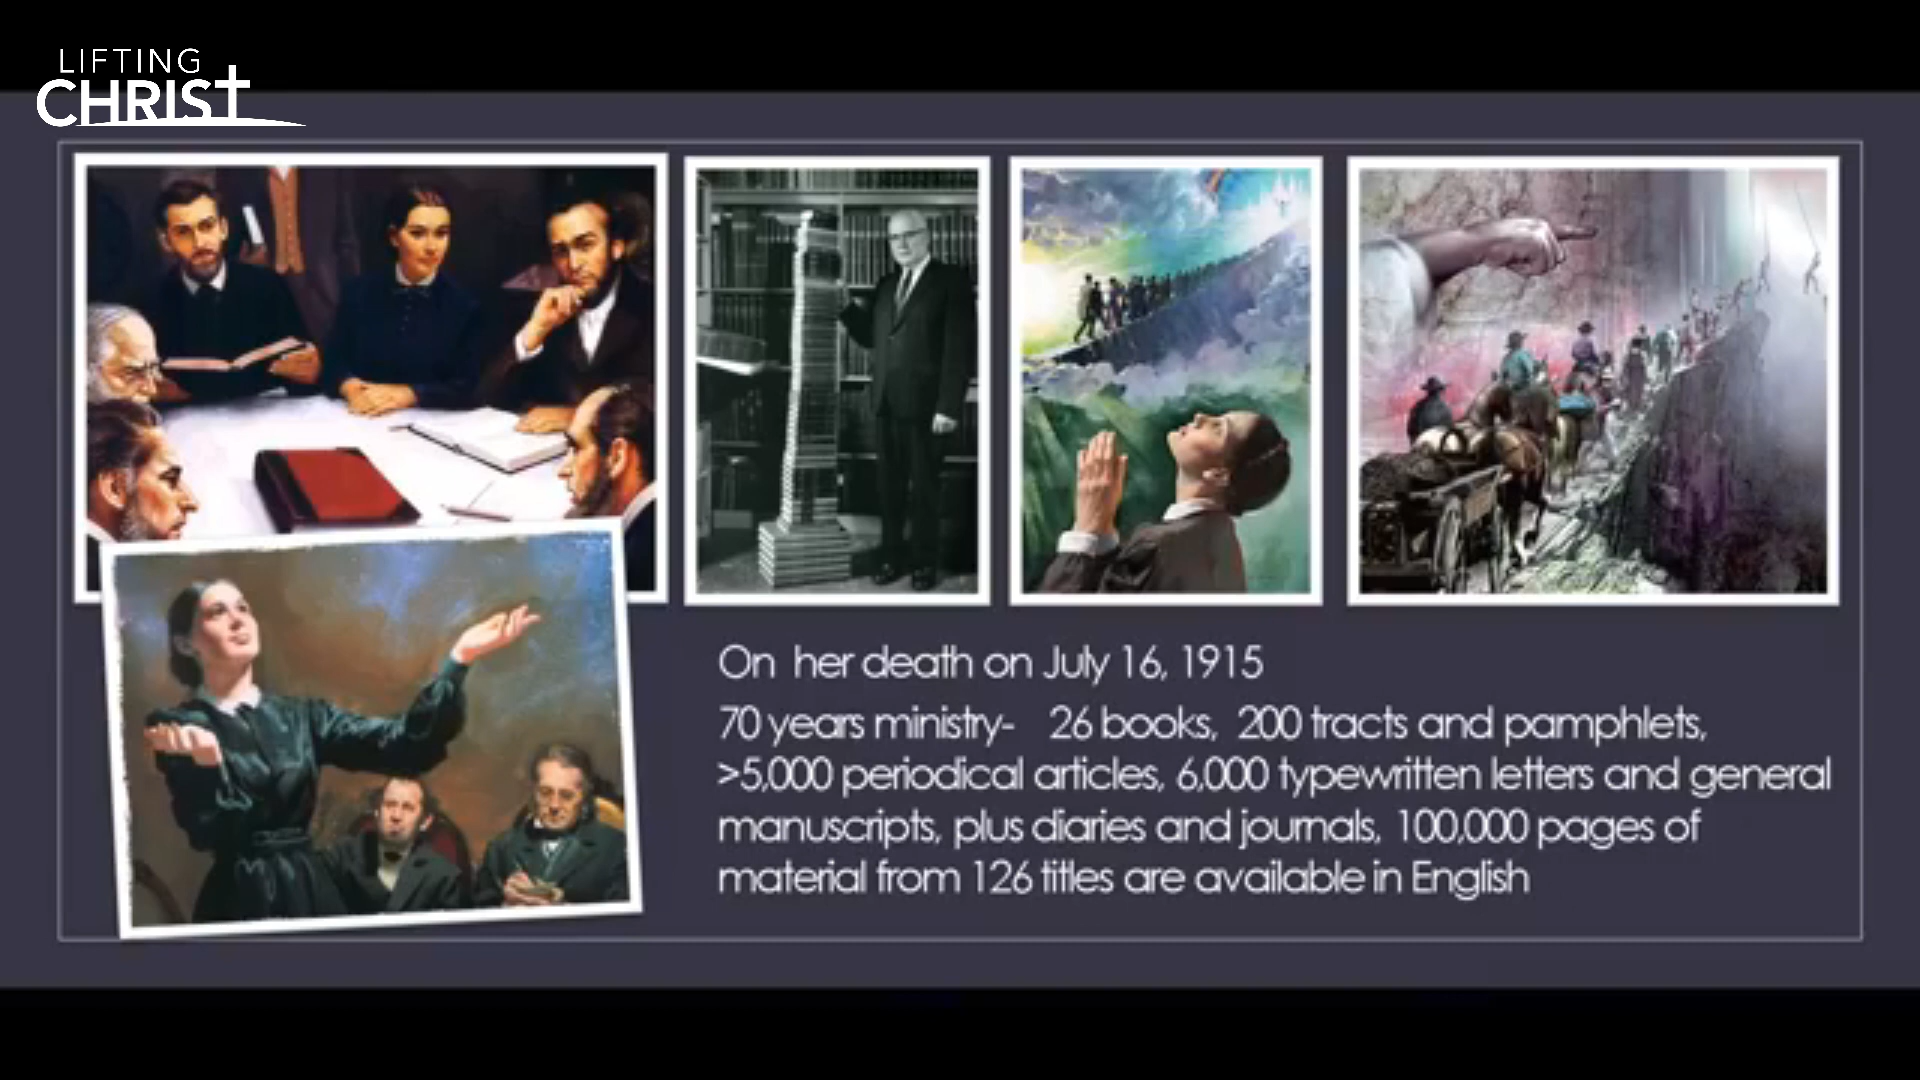 LIFTING
CHRIST
On her death on July 16, 1915
70 years ministry- 26 books, 200 tracts and pamphlets,
>5,000 periodical articles, 6,000 typewritten letters and general
manuscripts, plus diaries and journals, 100,000 pages of
material from 126 titles are available in English